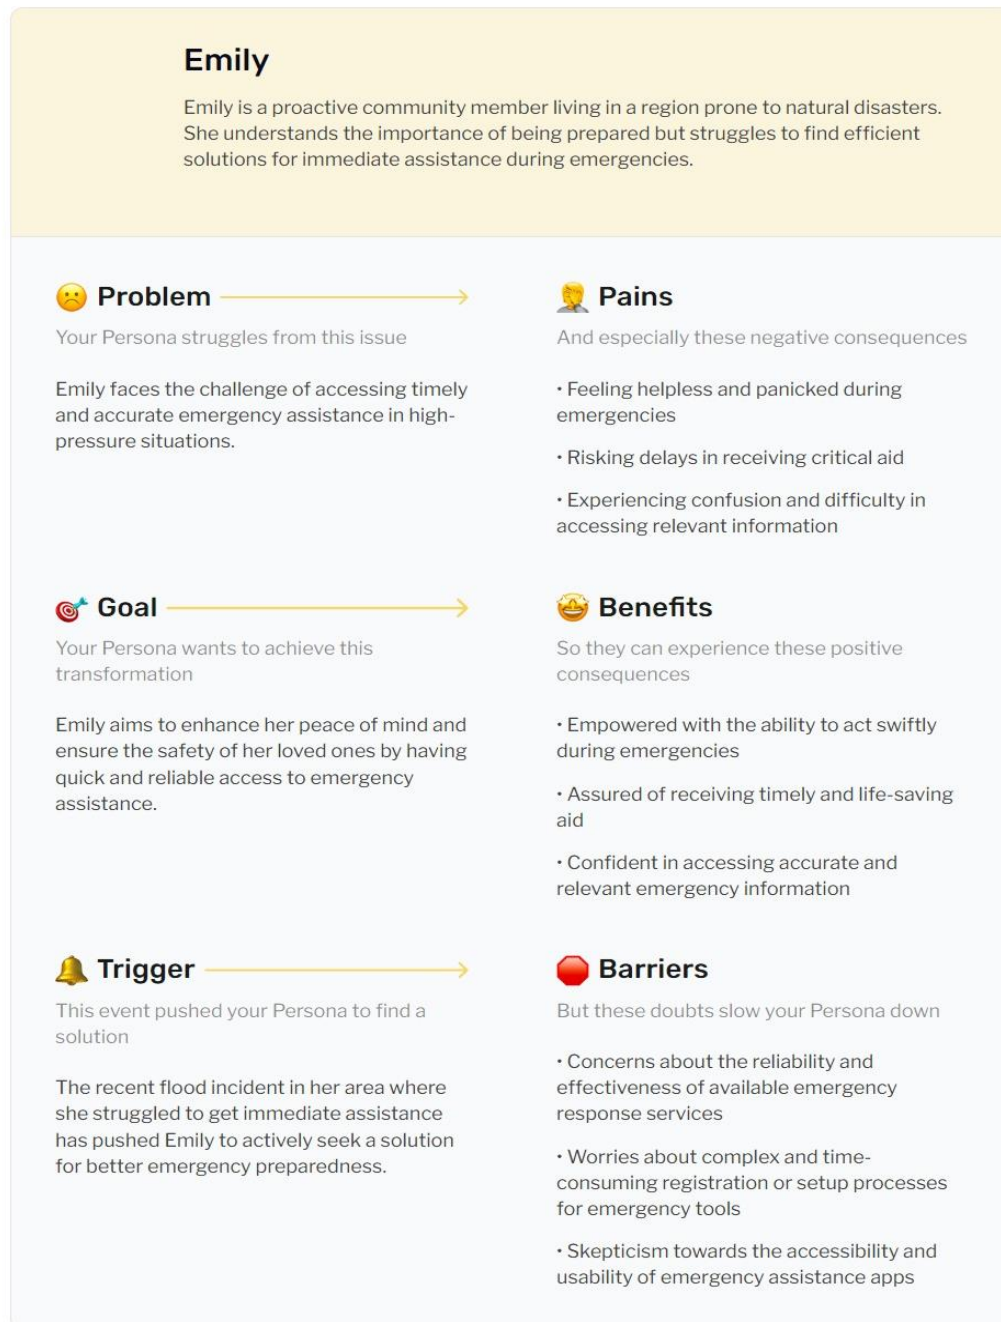 Emily
Emily is a proactive community member living in a region prone to natural disasters.
She understands the importance of being prepared but struggles to find efficient
solutions for immediate assistance during emergencies.
Problem
Your Persona struggles from this issue
Emily faces the challenge of accessing timely
and accurate emergency assistance in high-
pressure situations.
Pains
And especially these negative consequences
• Feeling helpless and panicked during
emergencies
• Risking delays in receiving critical aid
• Experiencing confusion and difficulty in
accessing relevant information
Goal
Your Persona wants to achieve this
transformation
Emily aims to enhance her peace of mind and
ensure the safety of her loved ones by having
quick and reliable access to emergency
assistance.
Benefits
So they can experience these positive
consequences
• Empowered with the ability to act swiftly
during emergencies
• Assured of receiving timely and life-saving
aid
• Confident in accessing accurate and
relevant emergency information
Trigger
This event pushed your Persona to find a
solution
The recent flood incident in her area where
she struggled to get immediate assistance
has pushed Emily to actively seek a solution
for better emergency preparedness.
Barriers
But these doubts slow your Persona down
• Concerns about the reliability and
effectiveness of available emergency
response services
• Worries about complex and time-
consuming registration or setup processes
for emergency tools
• Skepticism towards the accessibility and
usability of emergency assistance apps